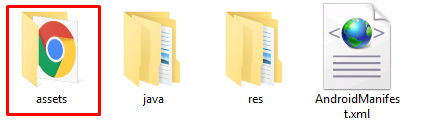 assets
java
res
AndroidManifes
t.xml